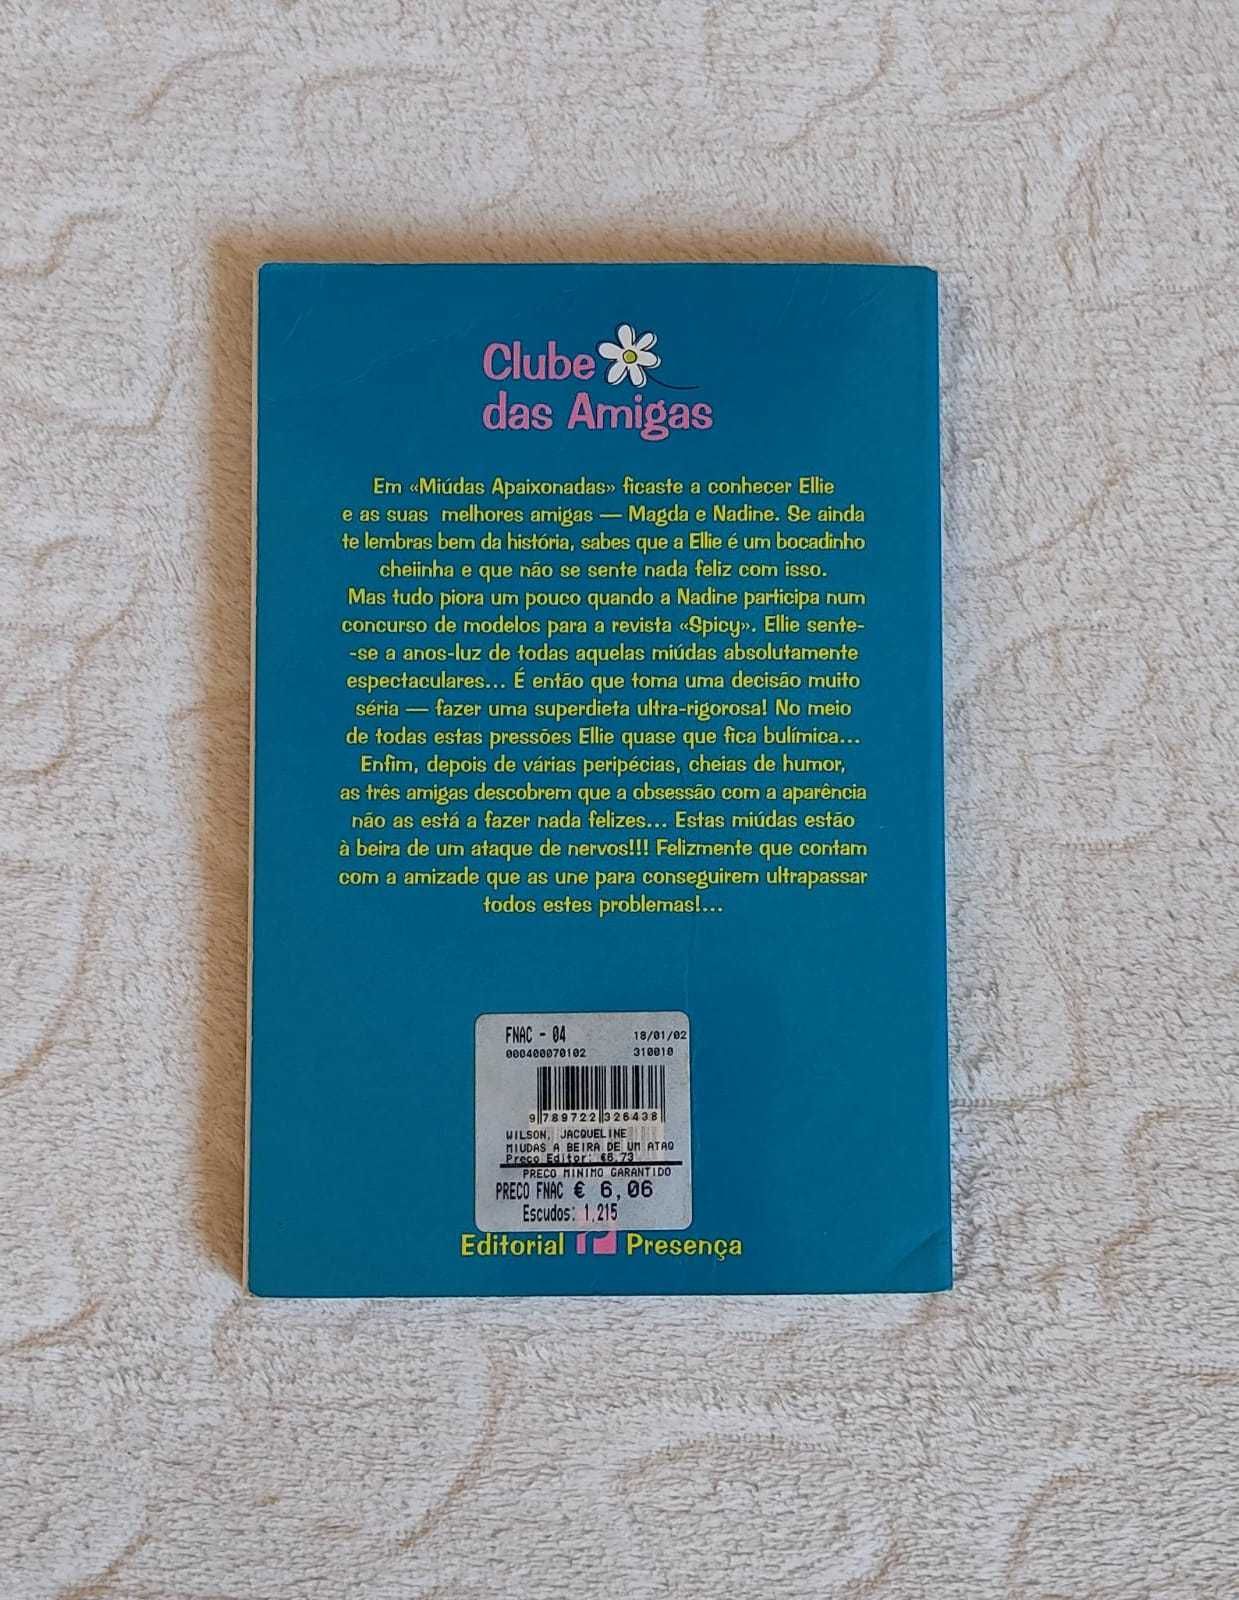 Clube
das Amigas
Em «Miúdas Apaixonadas» ficaste a conhecer Ellie
e as suas melhores amigas — Magda e Nadine. Se ainda
te lembras bem da história, sabes que a Ellie é um bocadinho
cheiinha e que não se sente nada feliz com isso.
Mas tudo piora um pouco quando a Nadine participa num
concurso de modelos para a revista «Spicy». Ellie sente-
-se a anos-luz de todas aquelas miúdas absolutamente
espectaculares... É então que toma uma decisão muito
séria — fazer uma superdieta ultra-rigorosa! No meio
de todas estas pressões Ellie quase que fica bulímica...
Enfim, depois de várias peripécias, cheias de humor,
as três amigas descobrem que a obsessão com a aparência
não as está a fazer nada felizes... Estas miúdas estão
à beira de um ataque de nervos!!! Felizmente que contam
com a amizade que as une para conseguirem ultrapassar
todos estes problemas!...
FNAC - 04 18/01/02
000400070102 310010
9 789722 326438
WILSON, JACQUELINE
MIUDAS A BEIRA DE UM ATAQ
Preco Editor: €6,73
PRECO MINIMO GARANTIDO
PRECO FNAC € 6,06
Escudos: 1,215
Editorial Presença